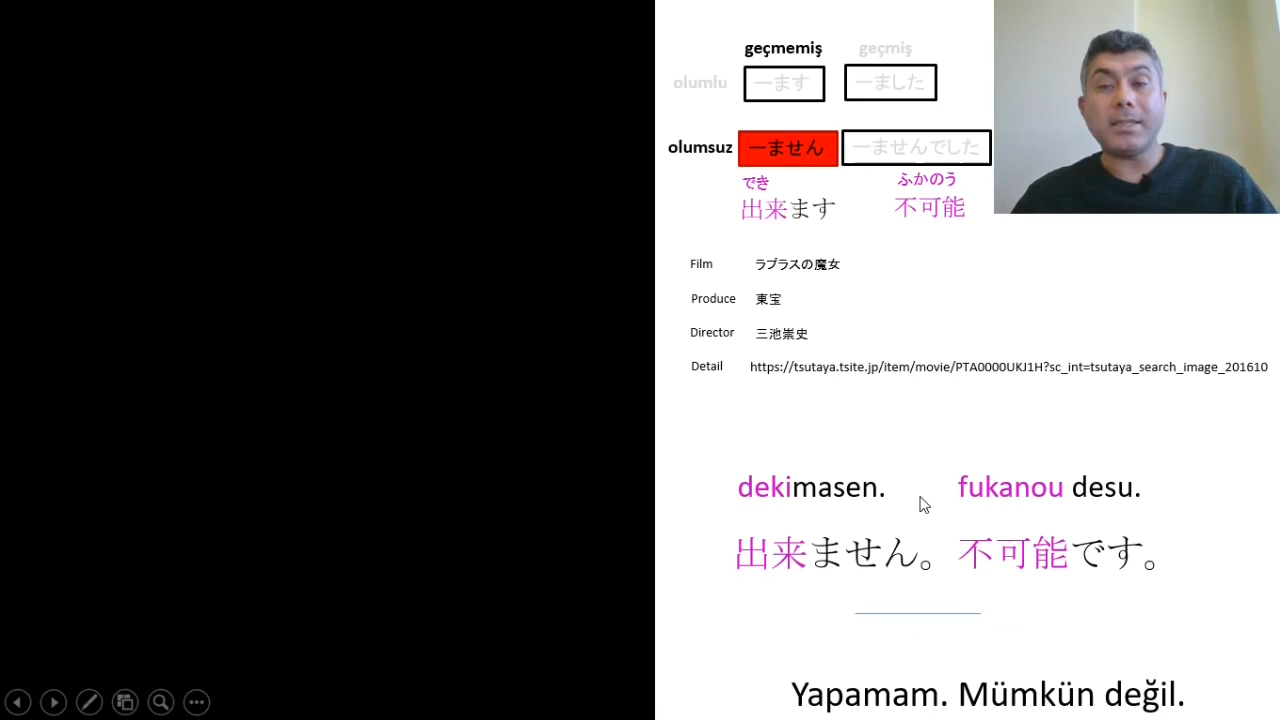 geçmemiş geçmiş
olumlu ーます ーました
olumsuz ーません ーませんでした
でき ふかのう
出来ます 不可能
Film ラプラスの魔女
Produce 東宝
Director 三池崇史
Detail https://tsutaya.tsite.jp/item/movie/PTA0000UKJ1H?sc_int=tsutaya_search_image_201610
dekimasen. fukanou desu.
出来ません。不可能です。
Yapamam. Mümkün değil.